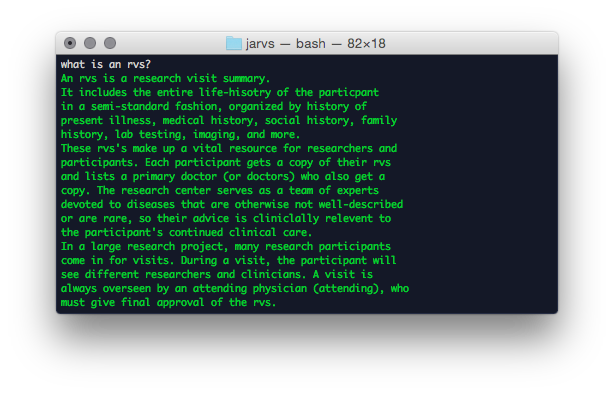 jarvs — bash — 82×18
what is an rvs?
An rvs is a research visit summary.
It includes the entire life-hisotry of the particpant
in a semi-standard fashion, organized by history of
present illness, medical history, social history, family
history, lab testing, imaging, and more.
These rvs's make up a vital resource for researchers and
participants. Each participant gets a copy of their rvs
and lists a primary doctor (or doctors) who also get a
copy. The research center serves as a team of experts
devoted to diseases that are otherwise not well-described
or are rare, so their advice is cliniclally relevent to
the participant's continued clinical care.
In a large research project, many research participants
come in for visits. During a visit, the participant will
see different researchers and clinicians. A visit is
always overseen by an attending physician (attending), who
must give final approval of the rvs.